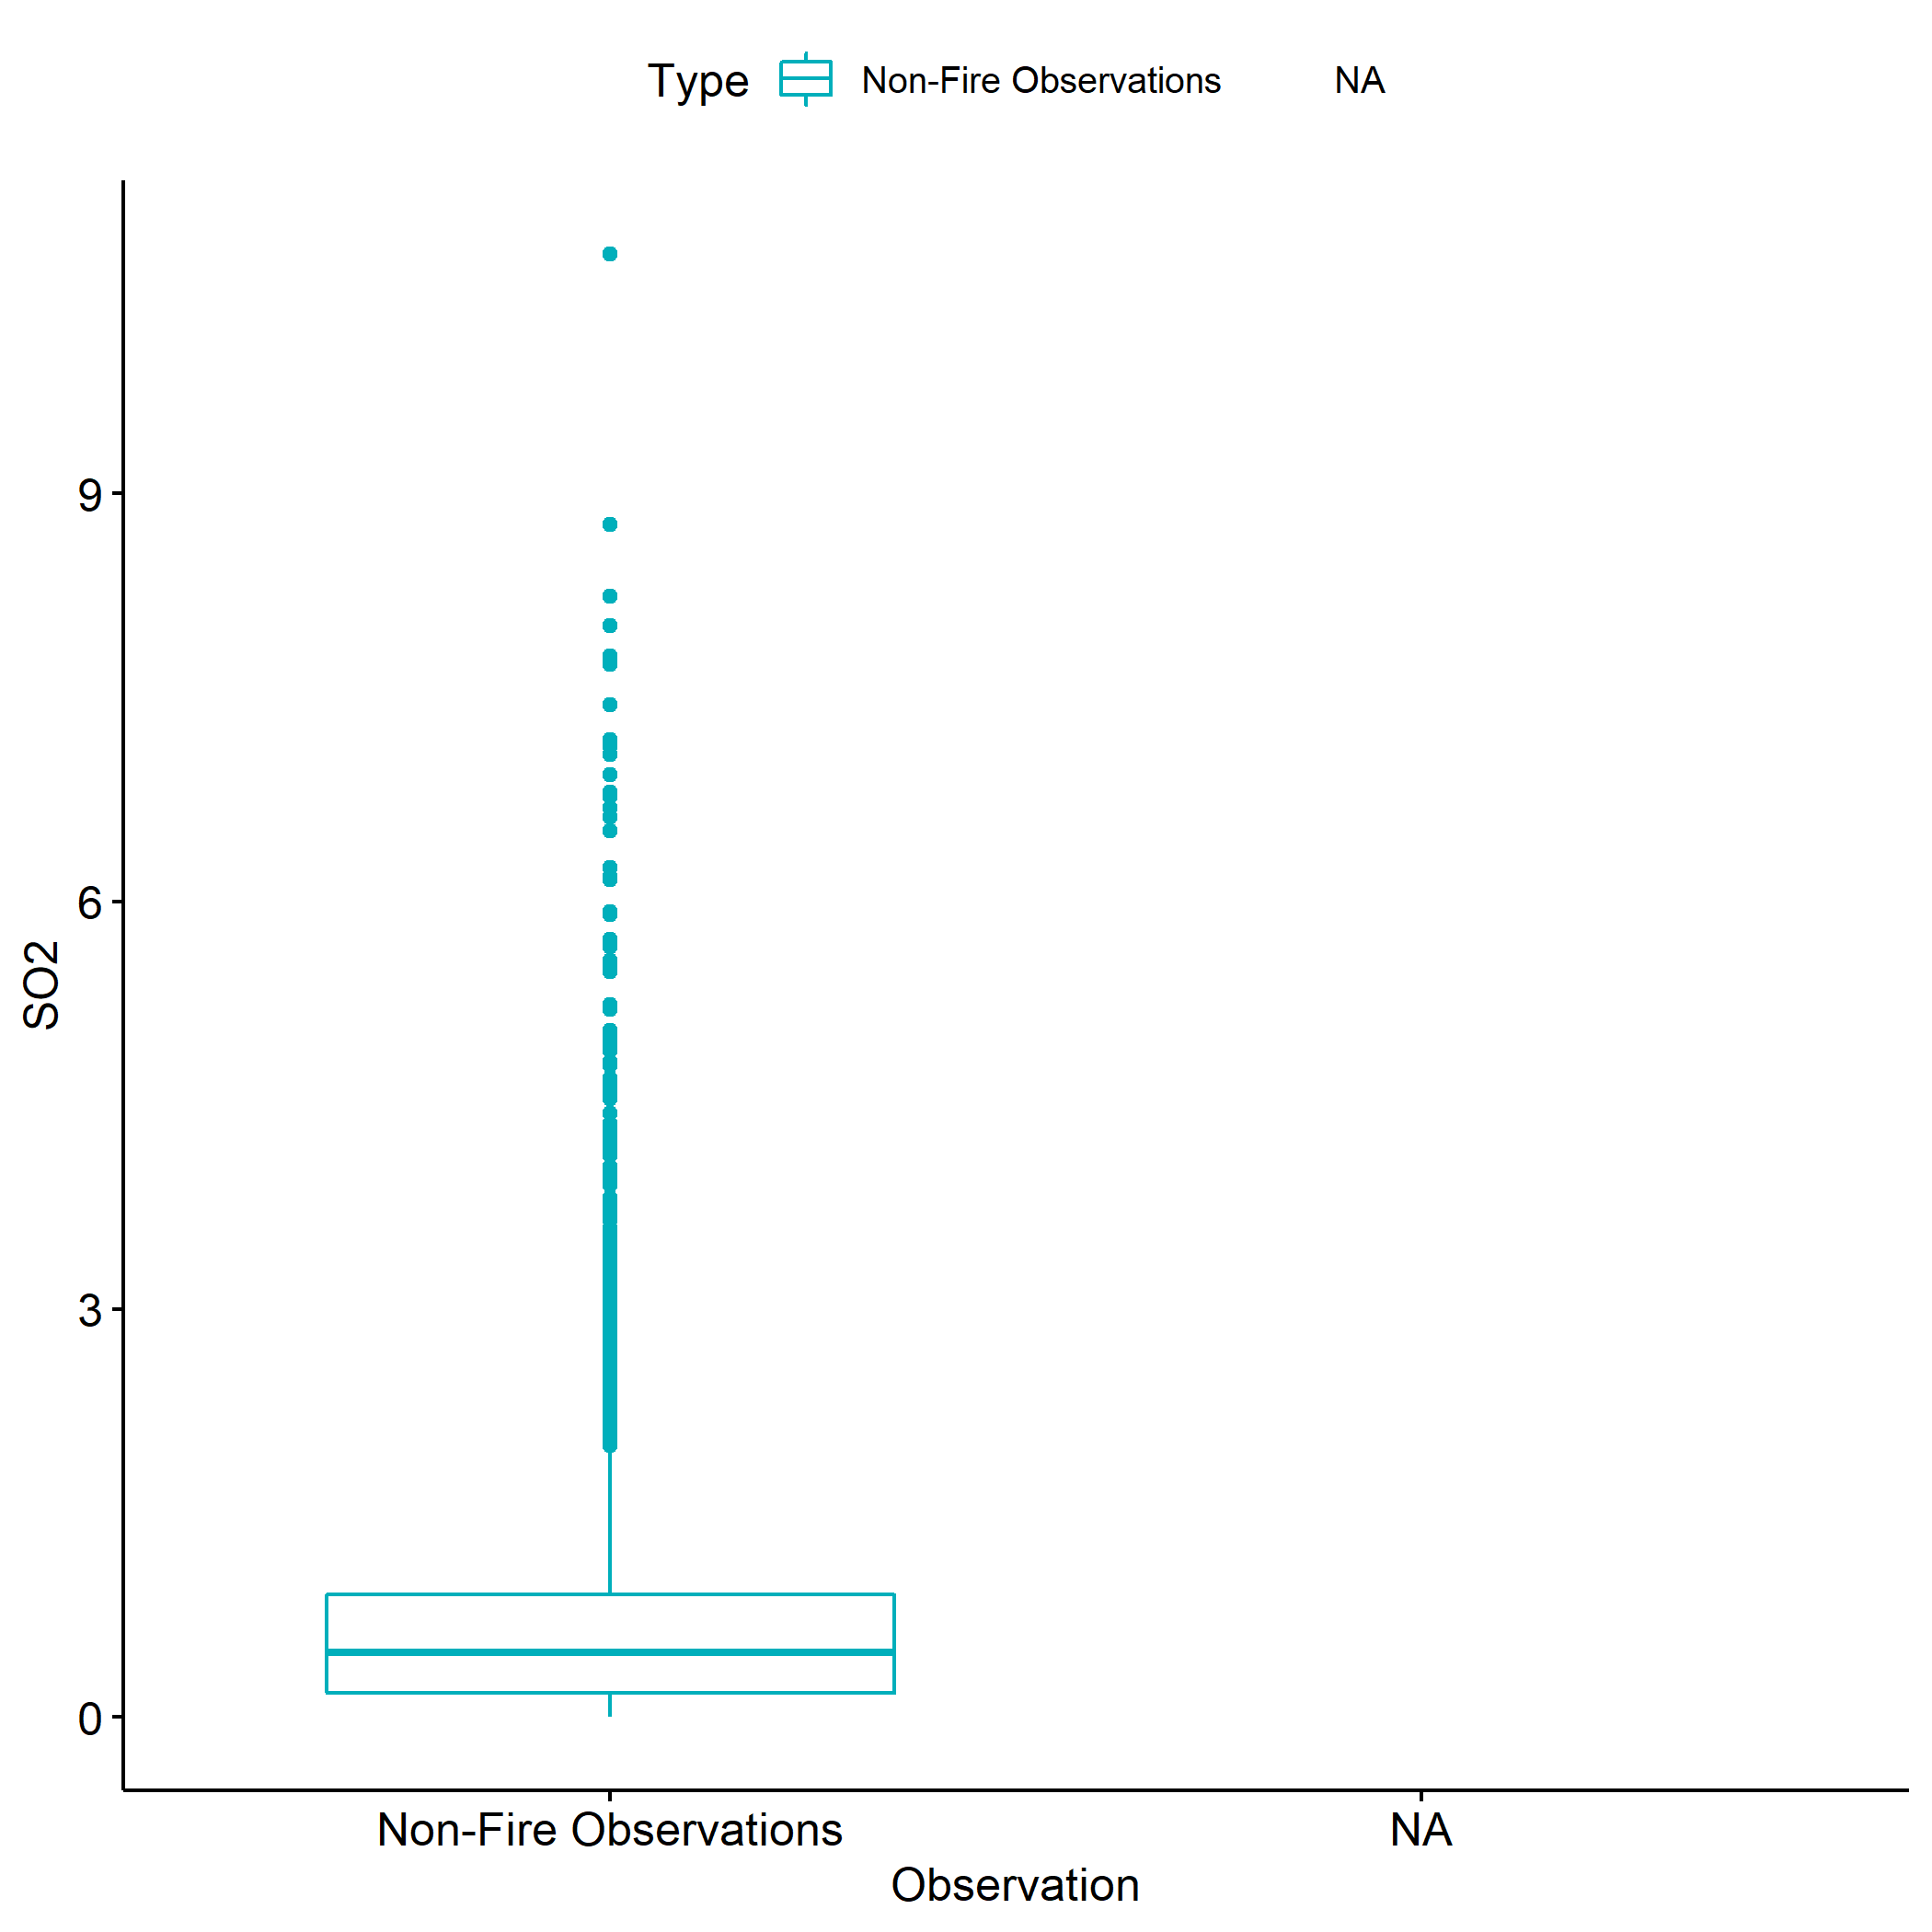 Type Non-Fire Observations NA
9
6
3
0
SO2
Non-Fire Observations NA
Observation